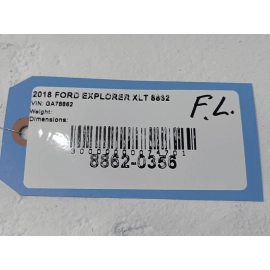 2018 FORD EXPLORER XLT 8862
VIN: GA78862
Weight:
Dimensions:
F.L.
8862-0356